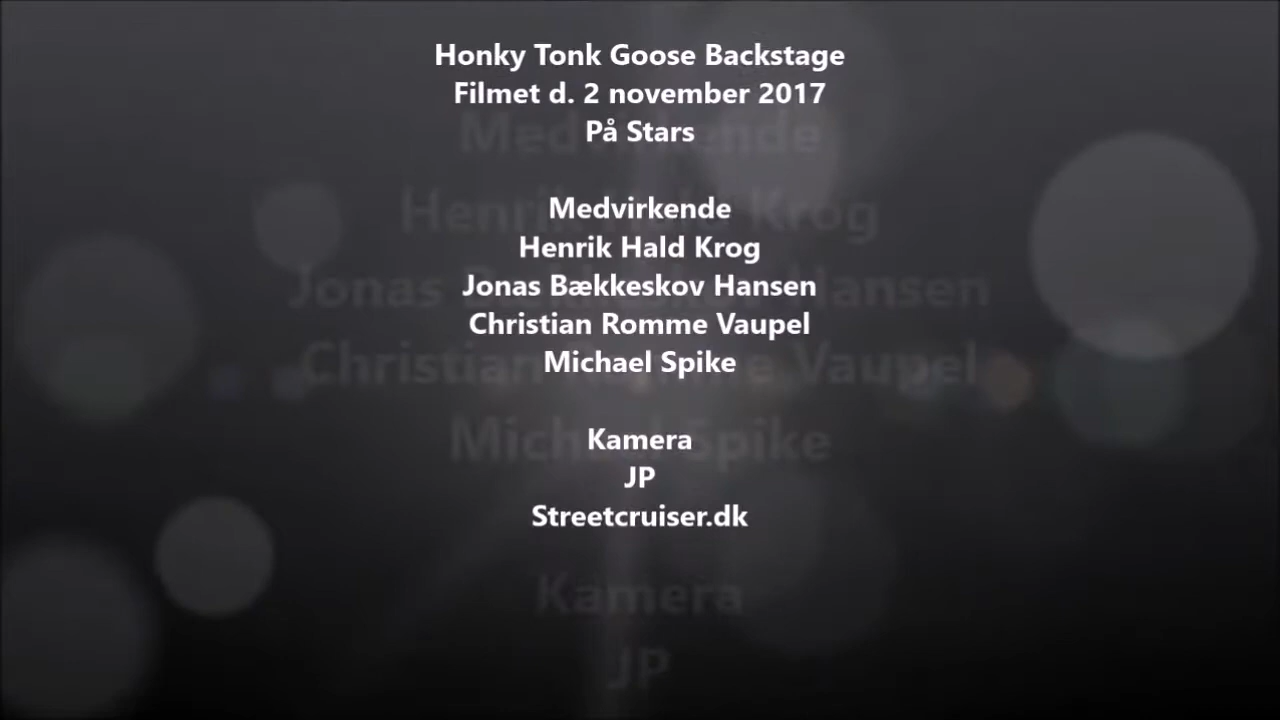 Honky Tonk Goose Backstage
Filmet d. 2 november 2017
På Stars
Medvirkende
Henrik Hald Krog
Jonas Bækkeskov Hansen
Christian Romme Vaupel
Michael Spike
Kamera
JP
Streetcruiser.dk